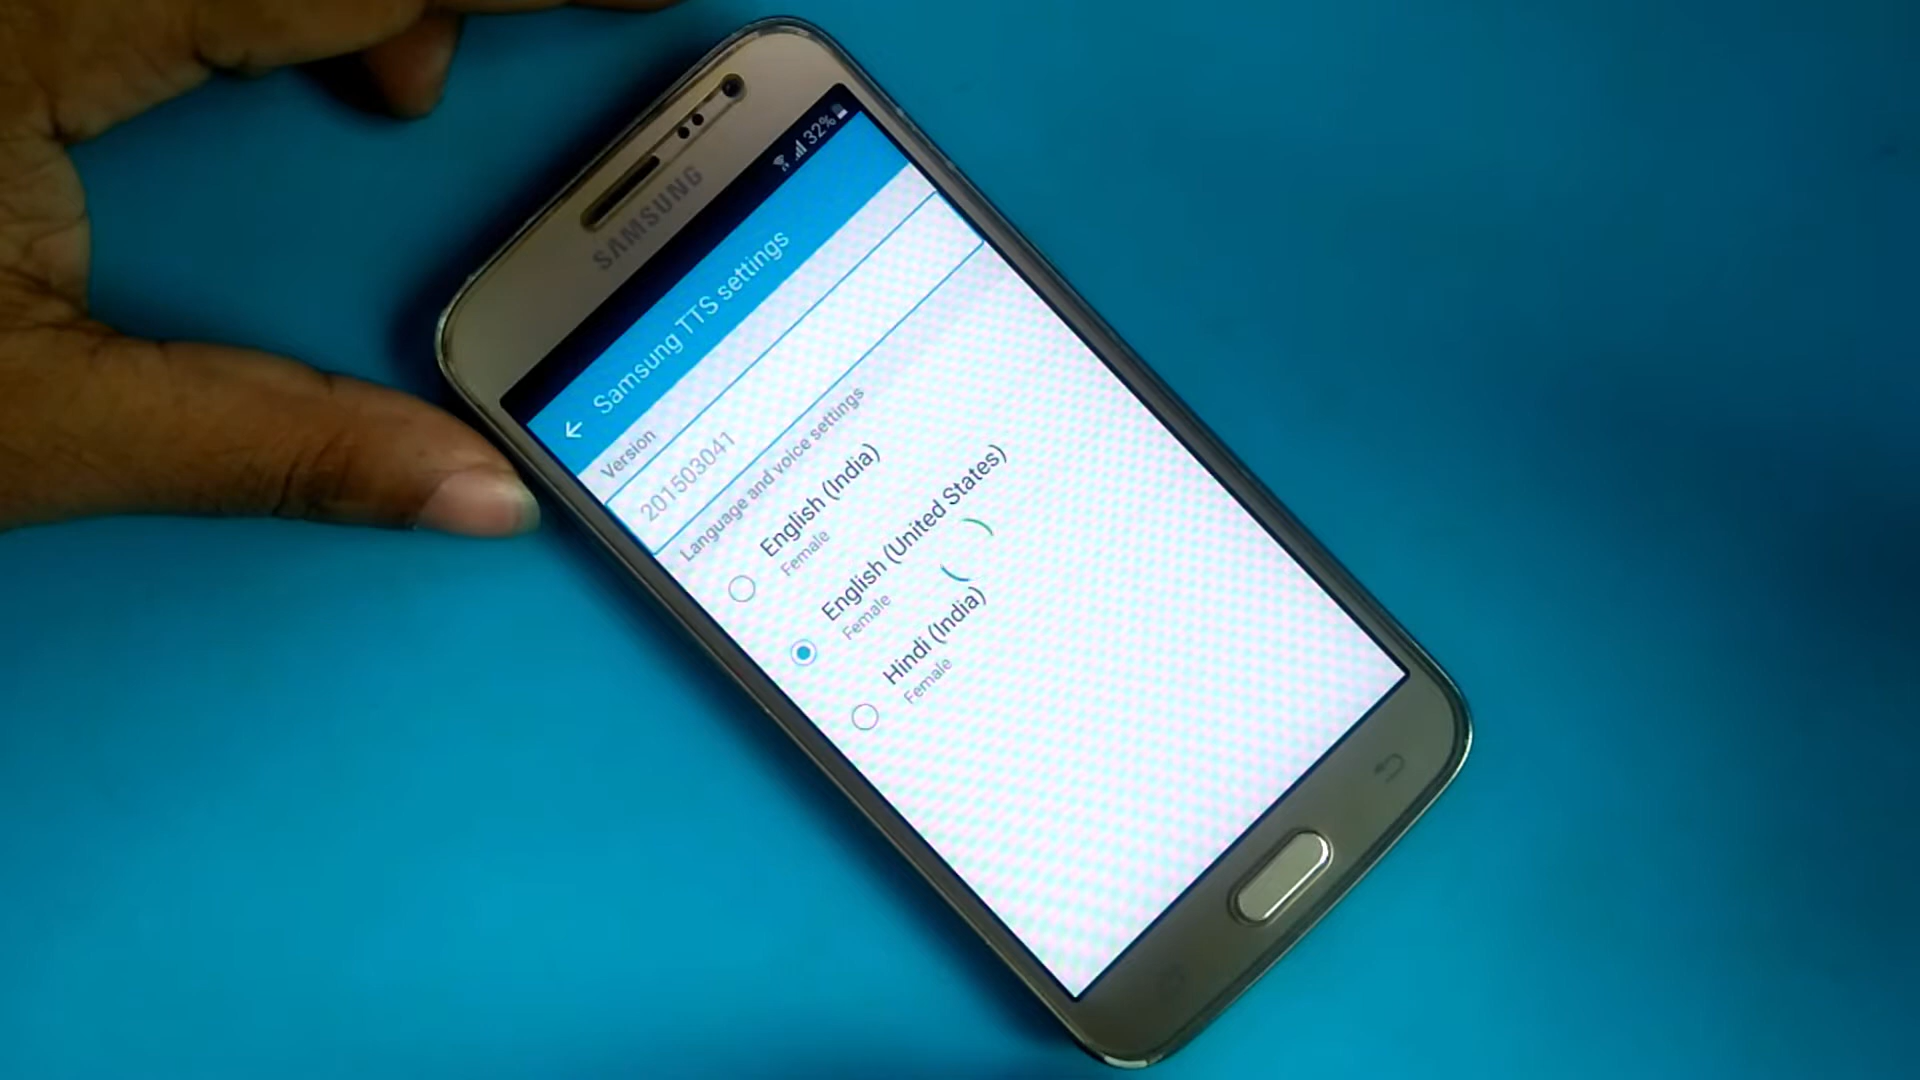 32%
SAMSUNG
Samsung TTS settings
Version
201503041
Language and voice settings
English (India)
Female
English (United States)
Female
Hindi (India)
Female